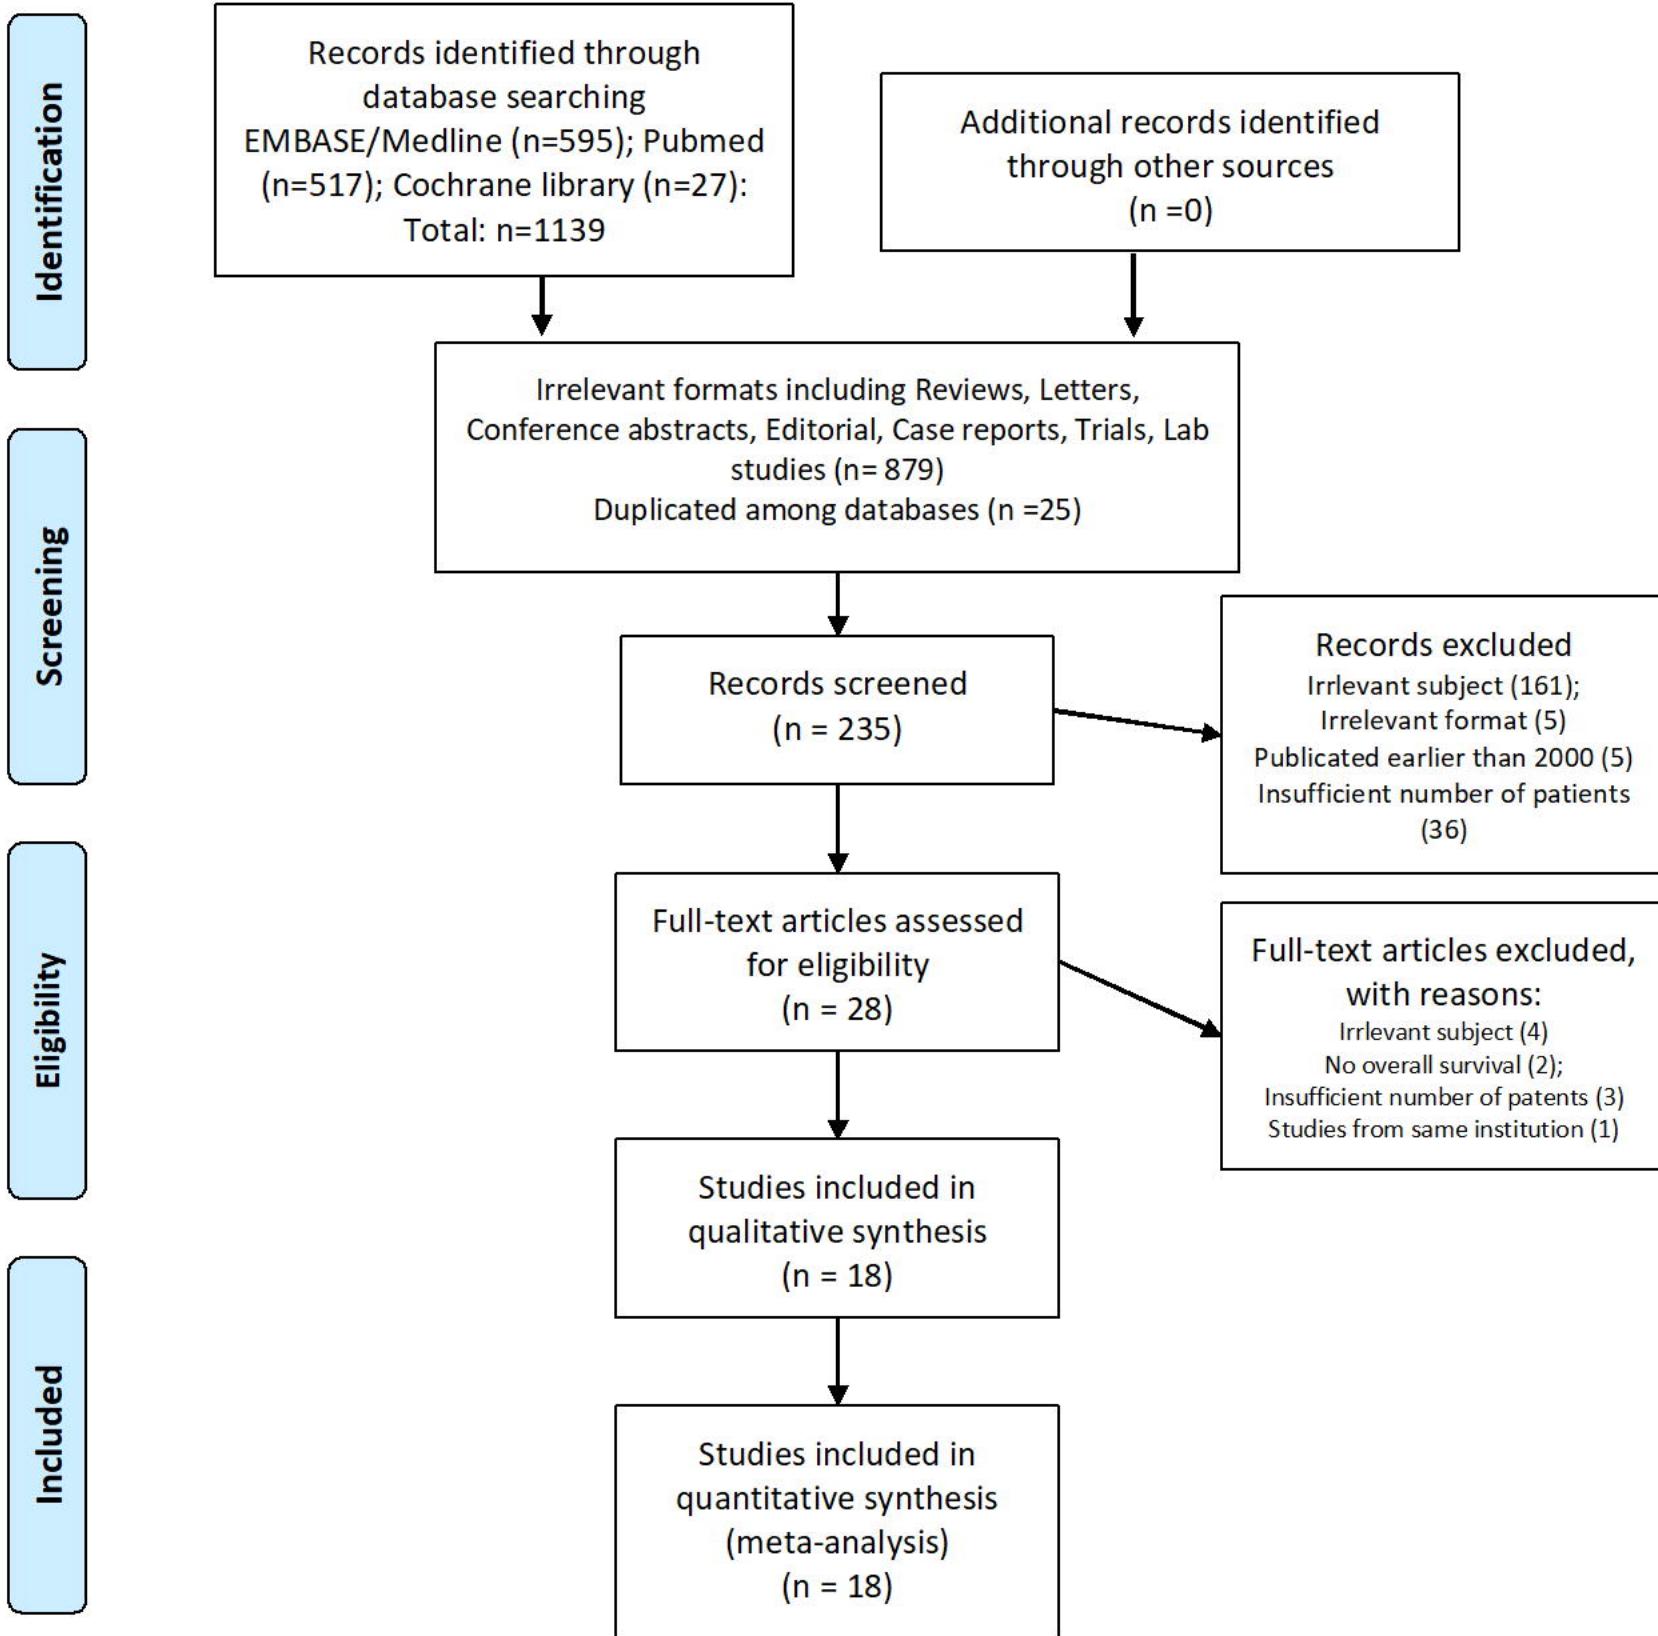 Identification
Records identified through
database searching
EMBASE/Medline (n=595); Pubmed
(n=517); Cochrane library (n=27):
Total: n=1139
Additional records identified
through other sources
(n =0)
Irrelevant formats including Reviews, Letters,
Conference abstracts, Editorial, Case reports, Trials, Lab
studies (n= 879)
Duplicated among databases (n =25)
Screening
Records screened
(n = 235)
Records excluded
Irrlevant subject (161);
Irrelevant format (5)
Publicated earlier than 2000 (5)
Insufficient number of patients
(36)
Eligibility
Full-text articles assessed
for eligibility
(n = 28)
Full-text articles excluded,
with reasons:
Irrlevant subject (4)
No overall survival (2);
Insufficient number of patents (3)
Studies from same institution (1)
Studies included in
qualitative synthesis
(n = 18)
Included
Studies included in
quantitative synthesis
(meta-analysis)
(n = 18)